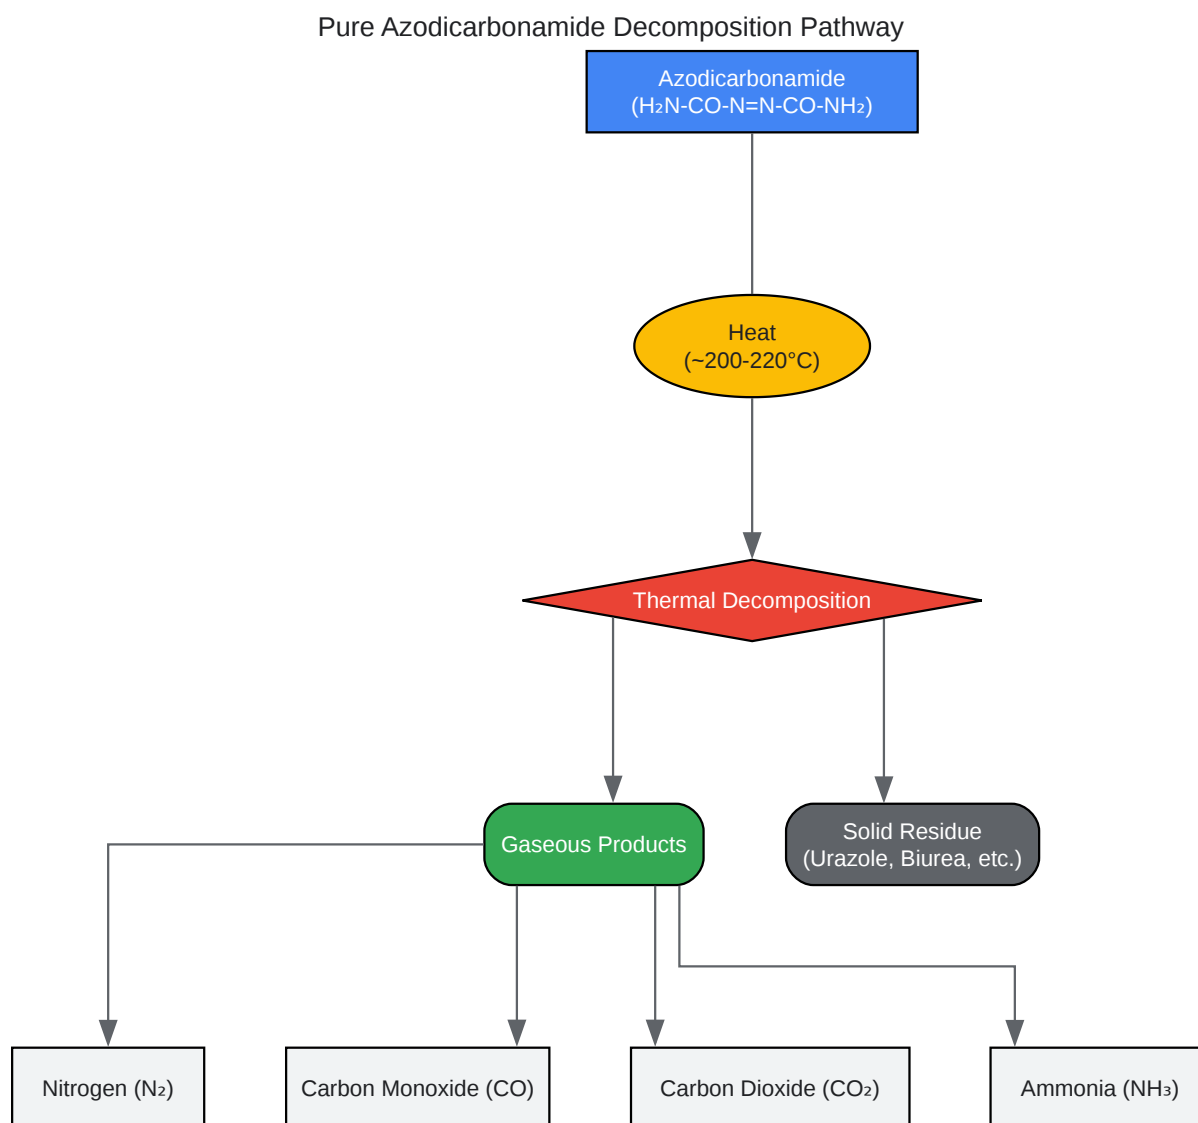 Pure Azodicarbonamide Decomposition Pathway
Azodicarbonamide
(H₂N-CO-N=N-CO-NH₂)
Heat
(~200-220°C)
Thermal Decomposition
Gaseous Products
Solid Residue
(Urazole, Biurea, etc.)
Nitrogen (N₂)
Carbon Monoxide (CO)
Carbon Dioxide (CO₂)
Ammonia (NH₃)